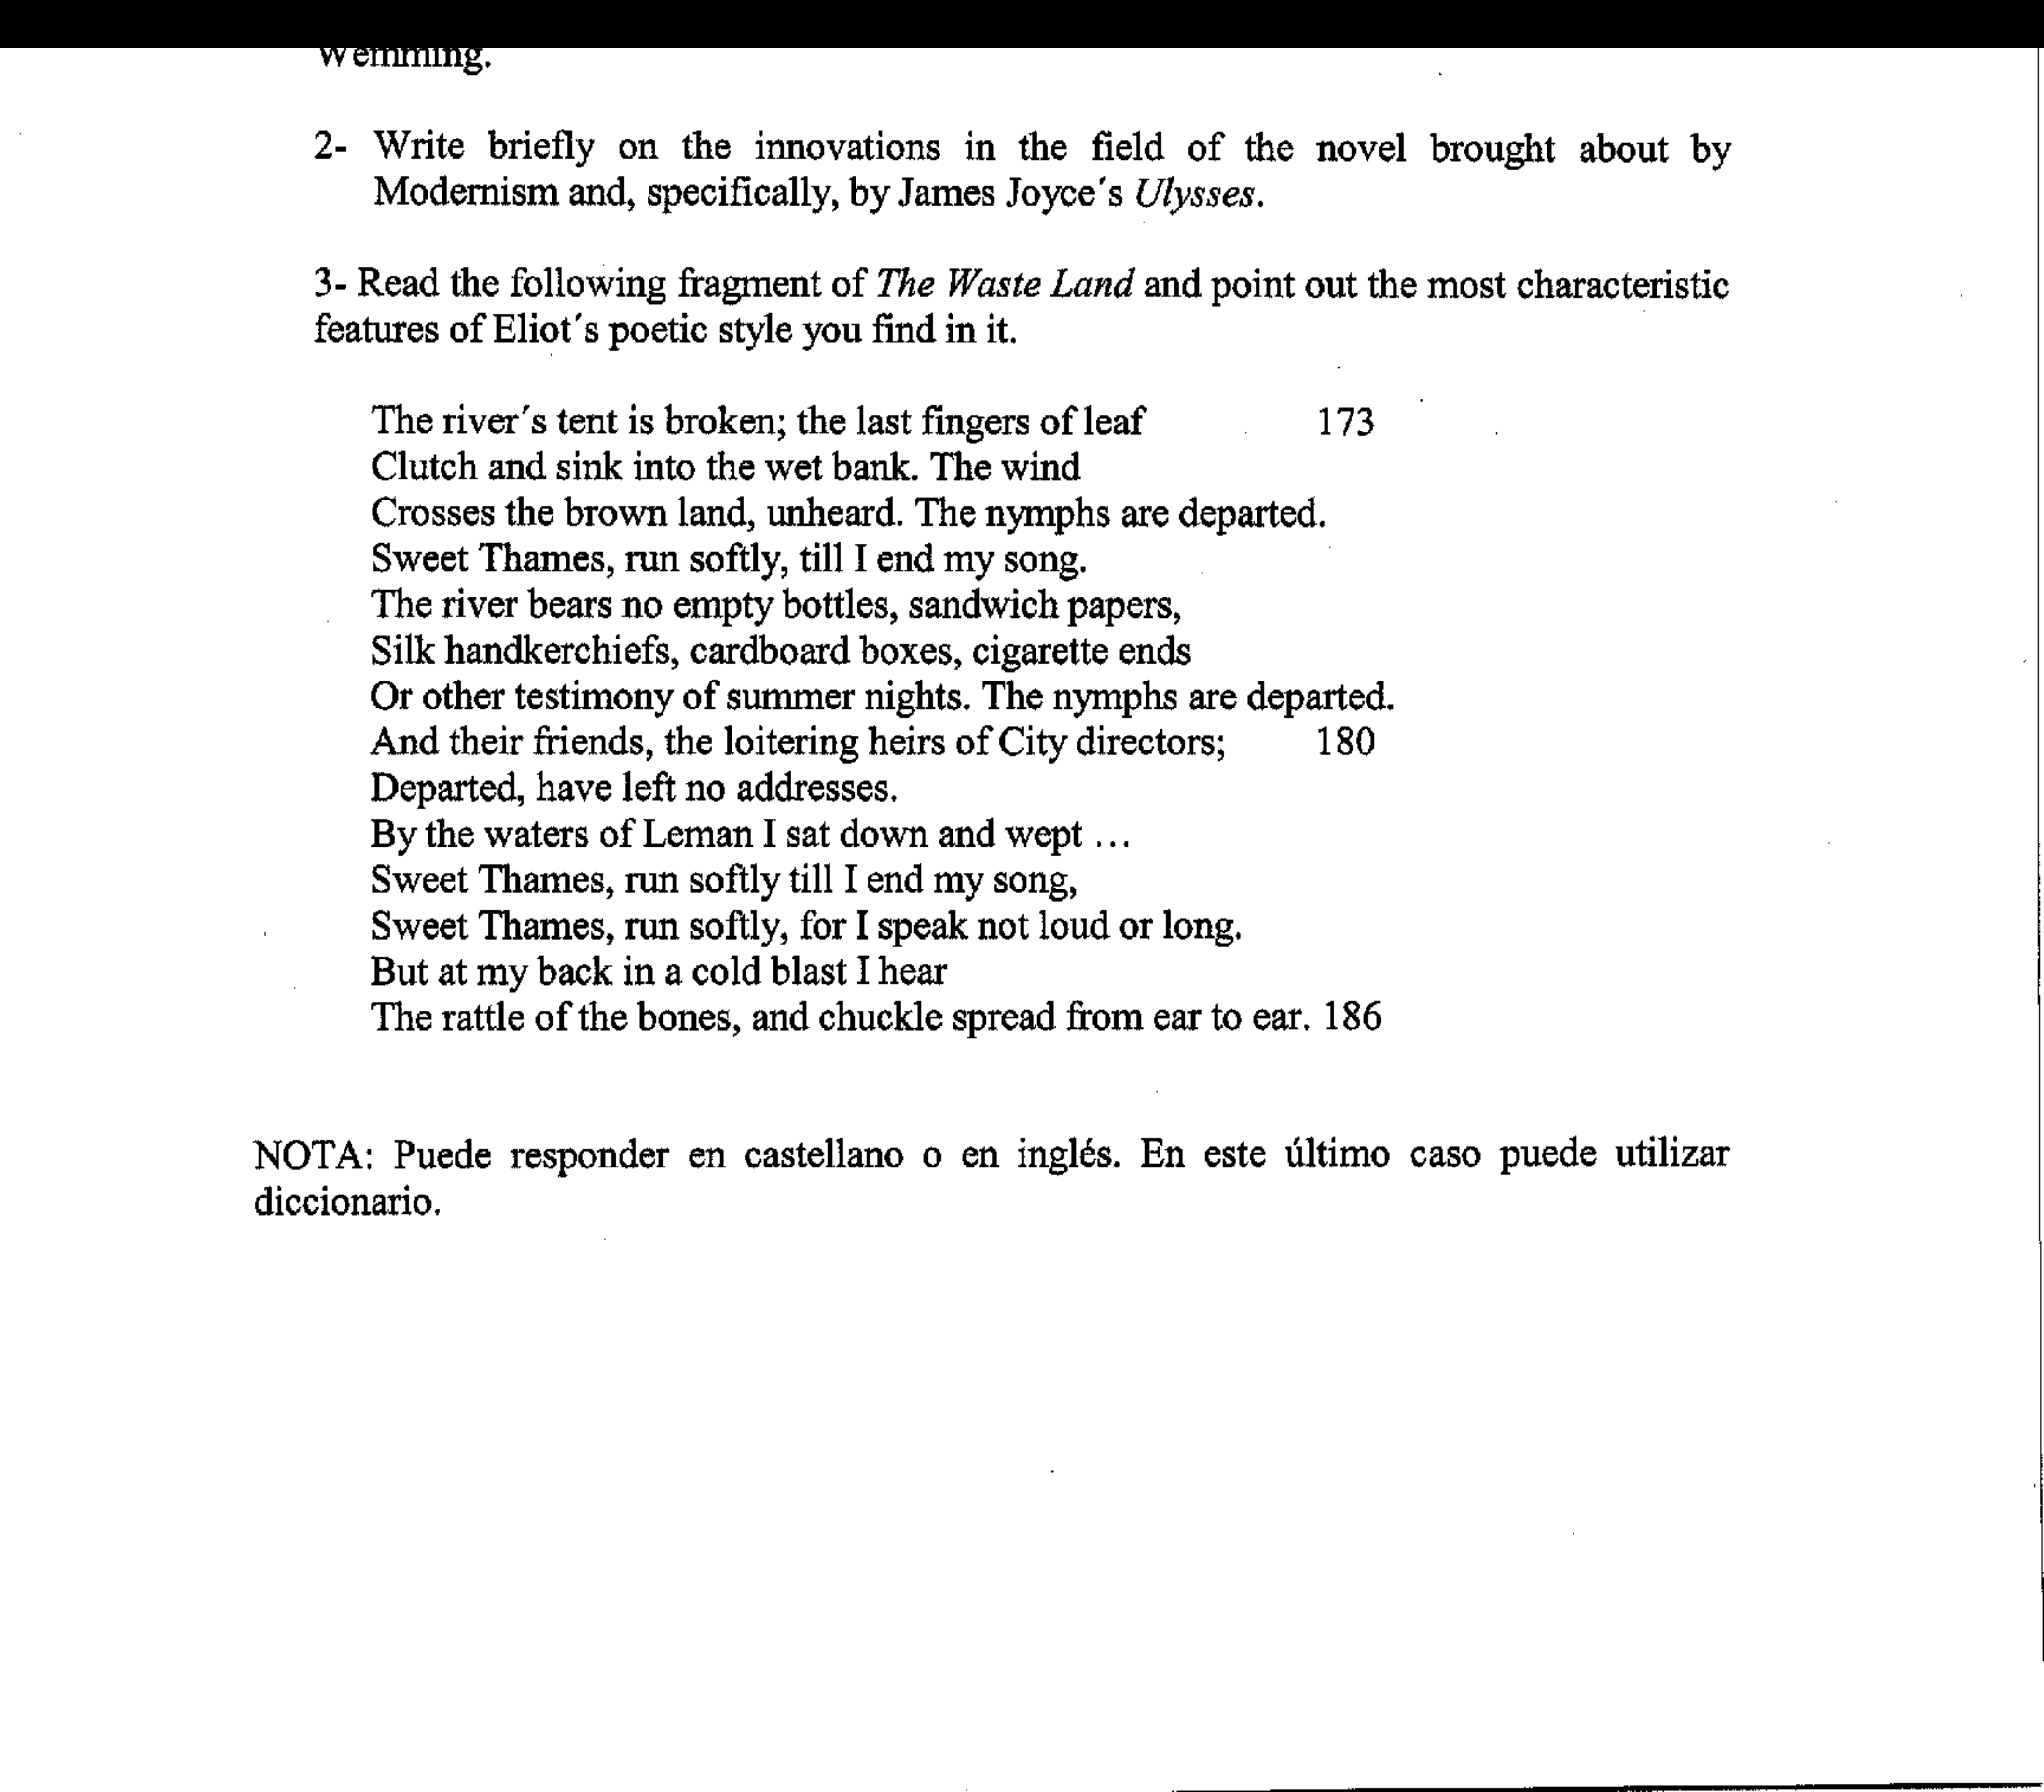 Wemming.
2- Write briefly on the innovations in the field of the novel brought about by
Modernism and, specifically, by James Joyce´s Ulysses.
3- Read the following fragment of The Waste Land and point out the most characteristic
features of Eliot´s poetic style you find in it.
The river´s tent is broken; the last fingers of leaf 173
Clutch and sink into the wet bank. The wind
Crosses the brown land, unheard. The nymphs are departed.
Sweet Thames, run softly, till I end my song.
The river bears no empty bottles, sandwich papers,
Silk handkerchiefs, cardboard boxes, cigarette ends
Or other testimony of summer nights. The nymphs are departed.
And their friends, the loitering heirs of City directors; 180
Departed, have left no addresses.
By the waters of Leman I sat down and wept ...
Sweet Thames, run softly till I end my song,
Sweet Thames, run softly, for I speak not loud or long.
But at my back in a cold blast I hear
The rattle of the bones, and chuckle spread from ear to ear. 186
NOTA: Puede responder en castellano o en inglés. En este último caso puede utilizar
diccionario.